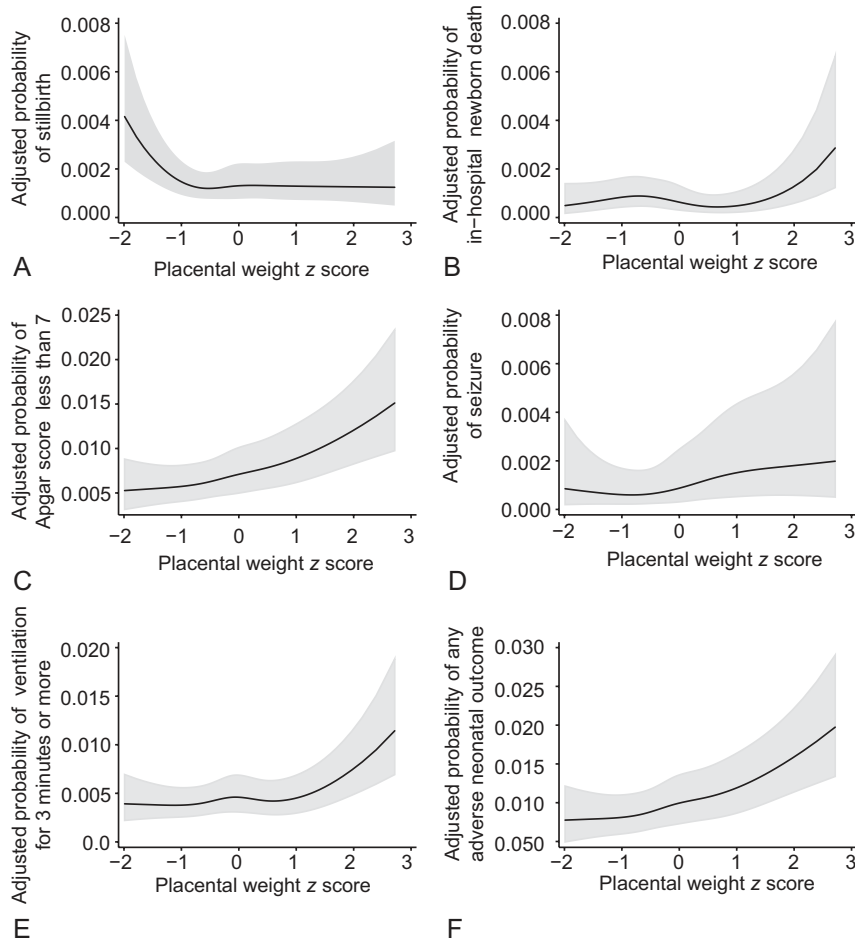 Adjusted probability
of stillbirth
0.008
0.006
0.004
0.002
0.000
−2 −1 0 1 2 3
A Placental weight z score
Adjusted probability of
in-hospital newborn death
0.008
0.006
0.004
0.002
0.000
−2 −1 0 1 2 3
B Placental weight z score
Adjusted probability of
Apgar score less than 7
0.025
0.020
0.015
0.010
0.005
−2 −1 0 1 2 3
Placental weight z score
C
Adjusted probability
of seizure
0.008
0.006
0.004
0.002
0.000
−2 −1 0 1 2 3
Placental weight z score
D
Adjusted probability of ventilation
for 3 minutes or more
0.020
0.015
0.010
0.005
0.0
−2 −1 0 1 2 3
Placental weight z score
E
Adjusted probability of any
adverse neonatal outcome
0.030
0.025
0.020
0.015
0.010
0.050
−2 −1 0 1 2 3
Placental weight z score
F